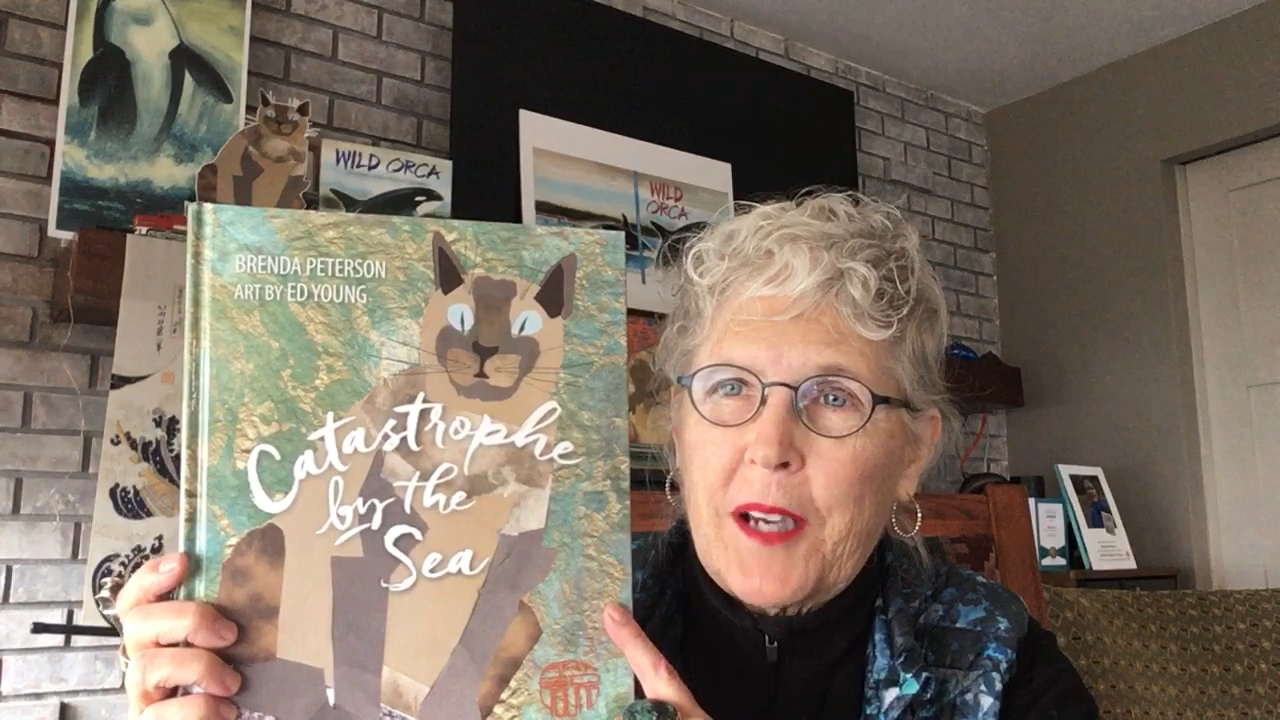 WILD ORCA
WILD
ORCA
BRENDA PETERSON
ART BY ED YOUNG
Catastrophe
by the
Sea